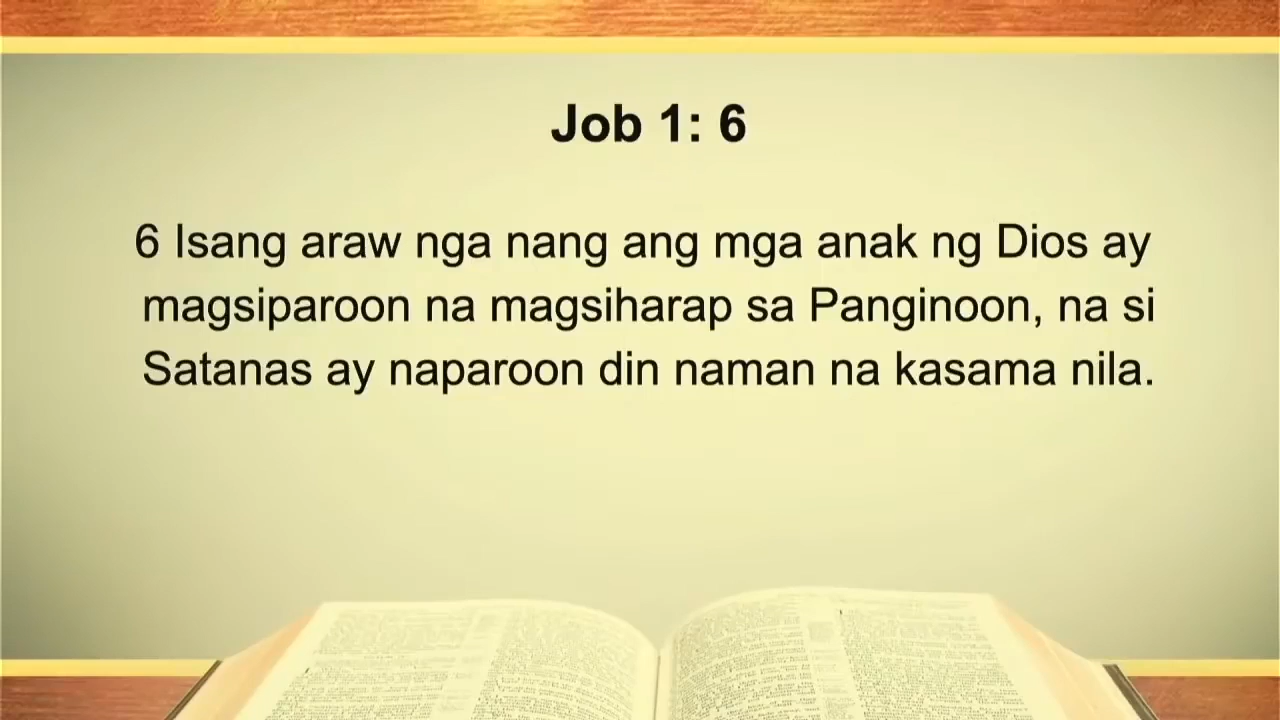 Job 1: 6
6 Isang araw nga nang ang mga anak ng Dios ay
magsiparoon na magsiharap sa Panginoon, na si
Satanas ay naparoon din naman na kasama nila.